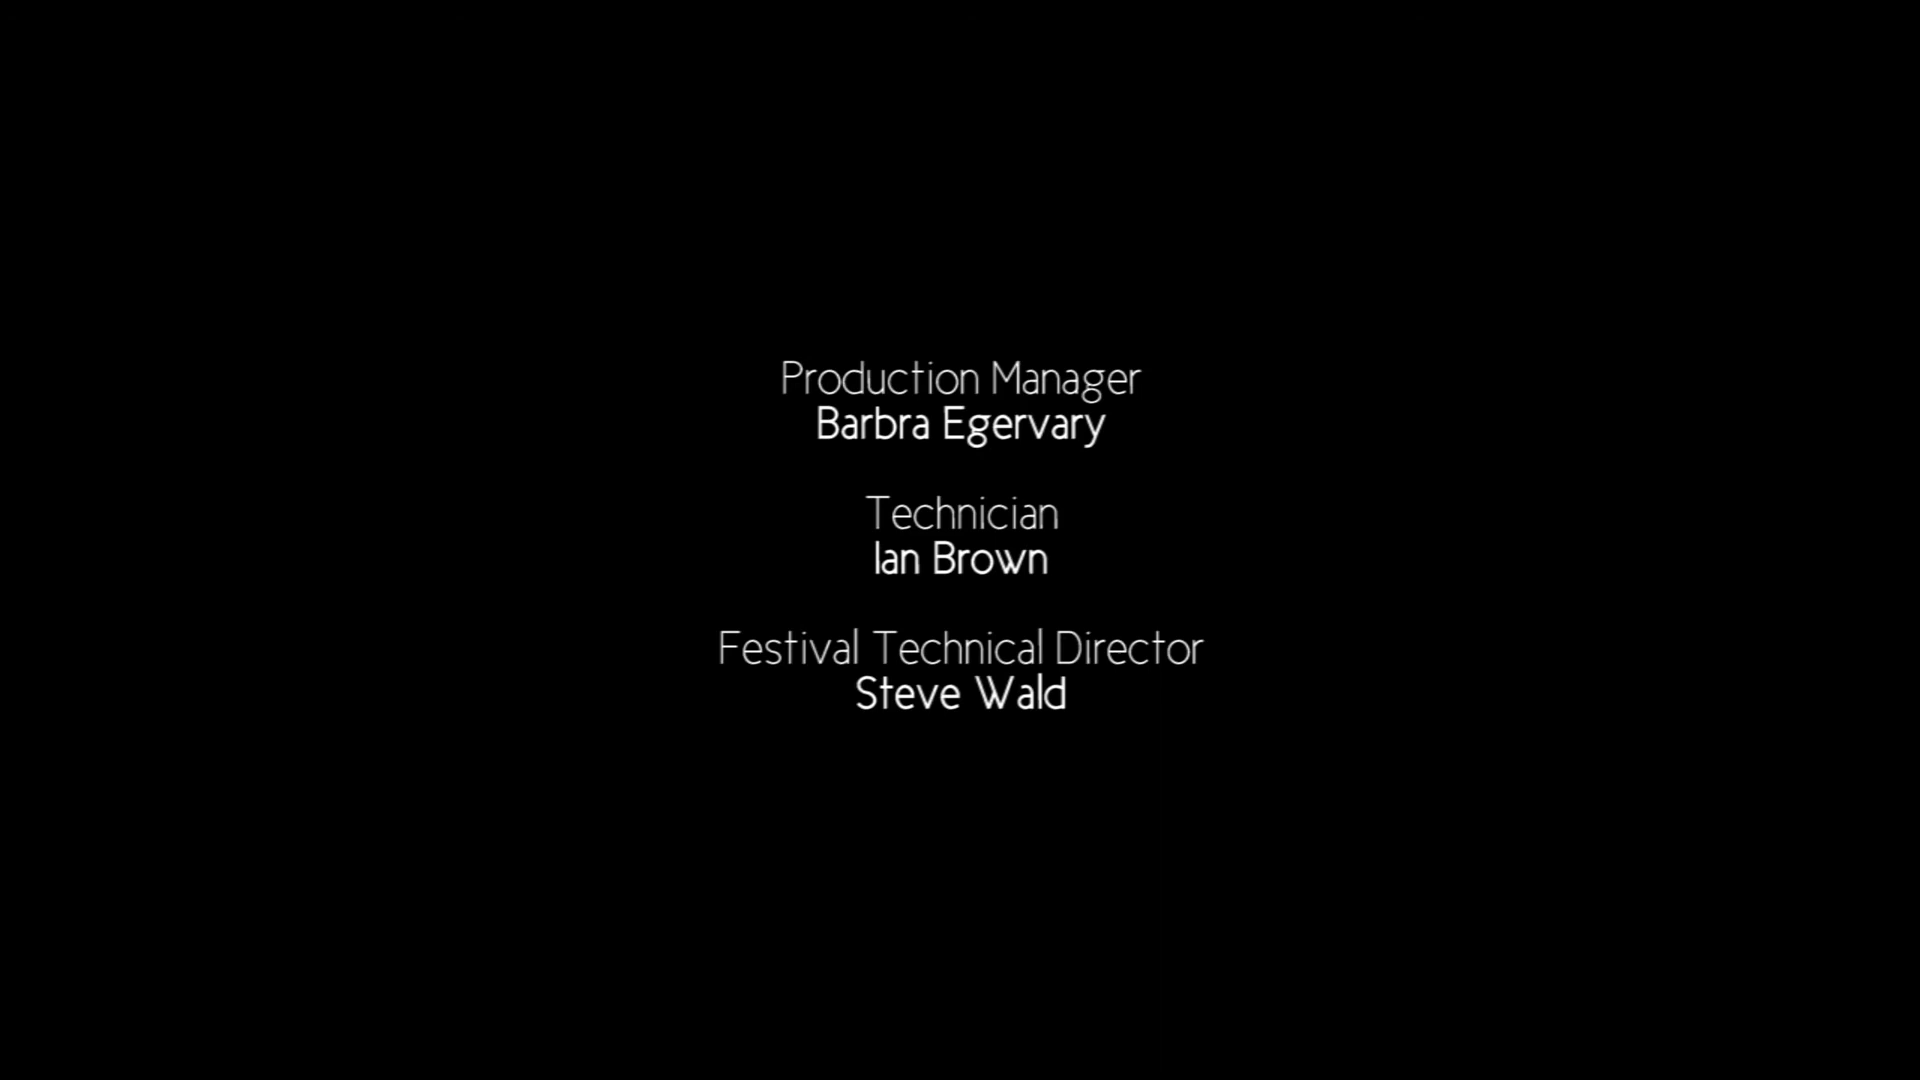 Production Manager
Barbra Egervary
Technician
Ian Brown
Festival Technical Director
Steve Wald